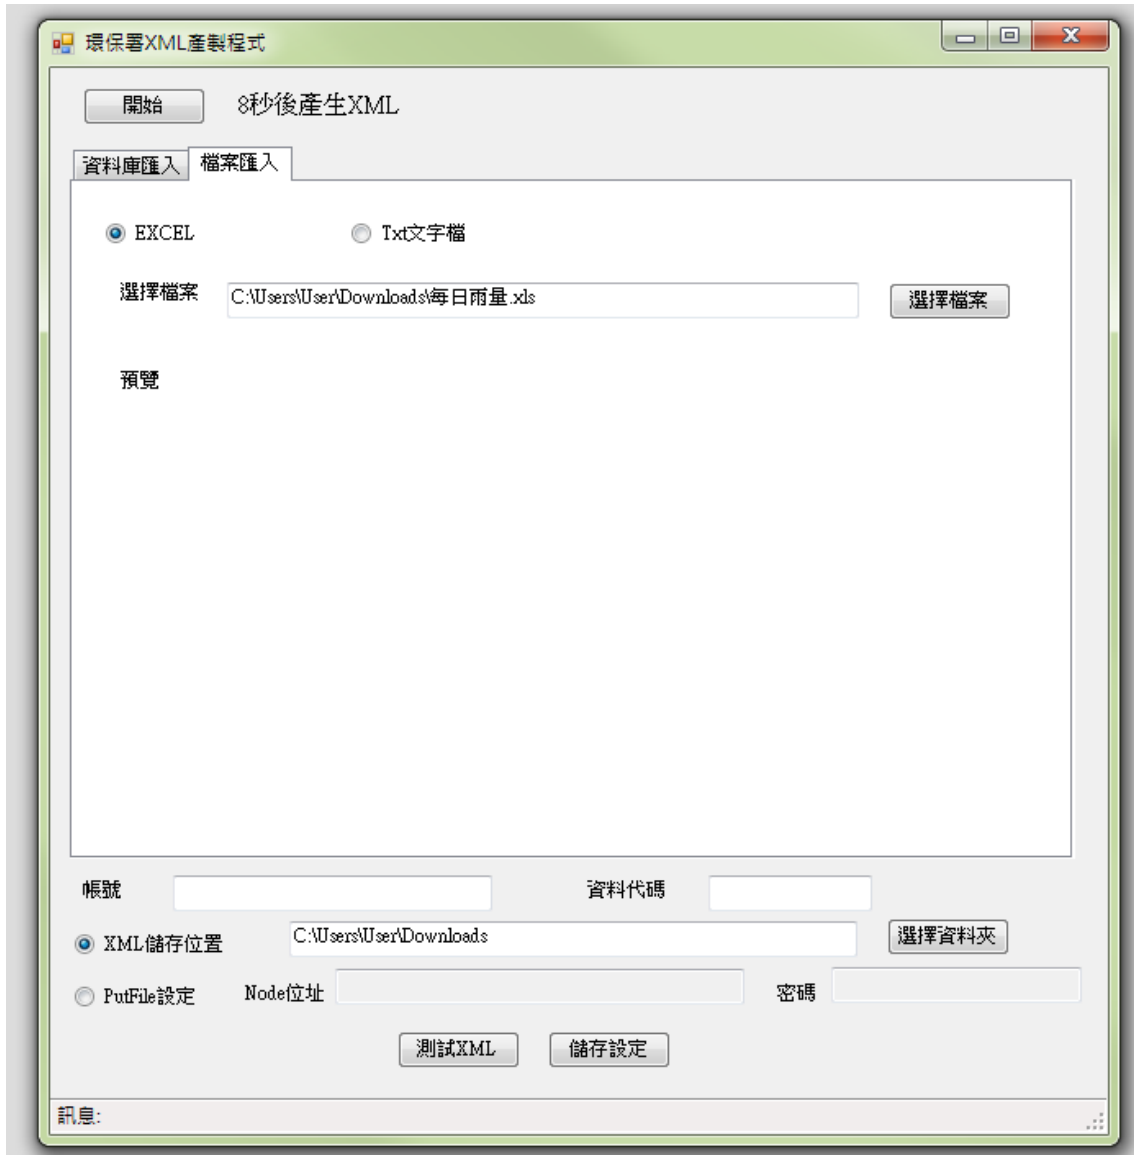 環保署XML產製程式
開始 8秒後產生XML
資料庫匯入 檔案匯入
EXCEL Txt文字檔
選擇檔案 C:\Users\User\Downloads\每日雨量.xls 選擇檔案
預覽
帳號 資料代碼
XML儲存位置 C:\Users\User\Downloads 選擇資料夾
PutFile設定 Node位址 密碼
測試XML 儲存設定
訊息: